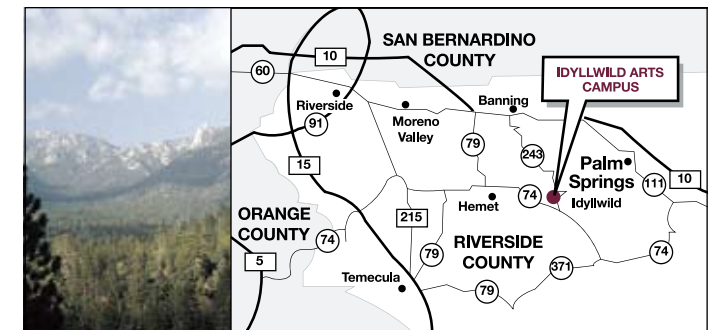 SAN BERNARDINO
COUNTY
10
60
IDYLLWILD ARTS
CAMPUS
Riverside
Moreno
Valley
Banning
91
79
243
15
Palm
Springs
111
10
Hemet
74
Idyllwild
ORANGE
COUNTY
215
74
79
RIVERSIDE
COUNTY
74
5
371
Temecula
79